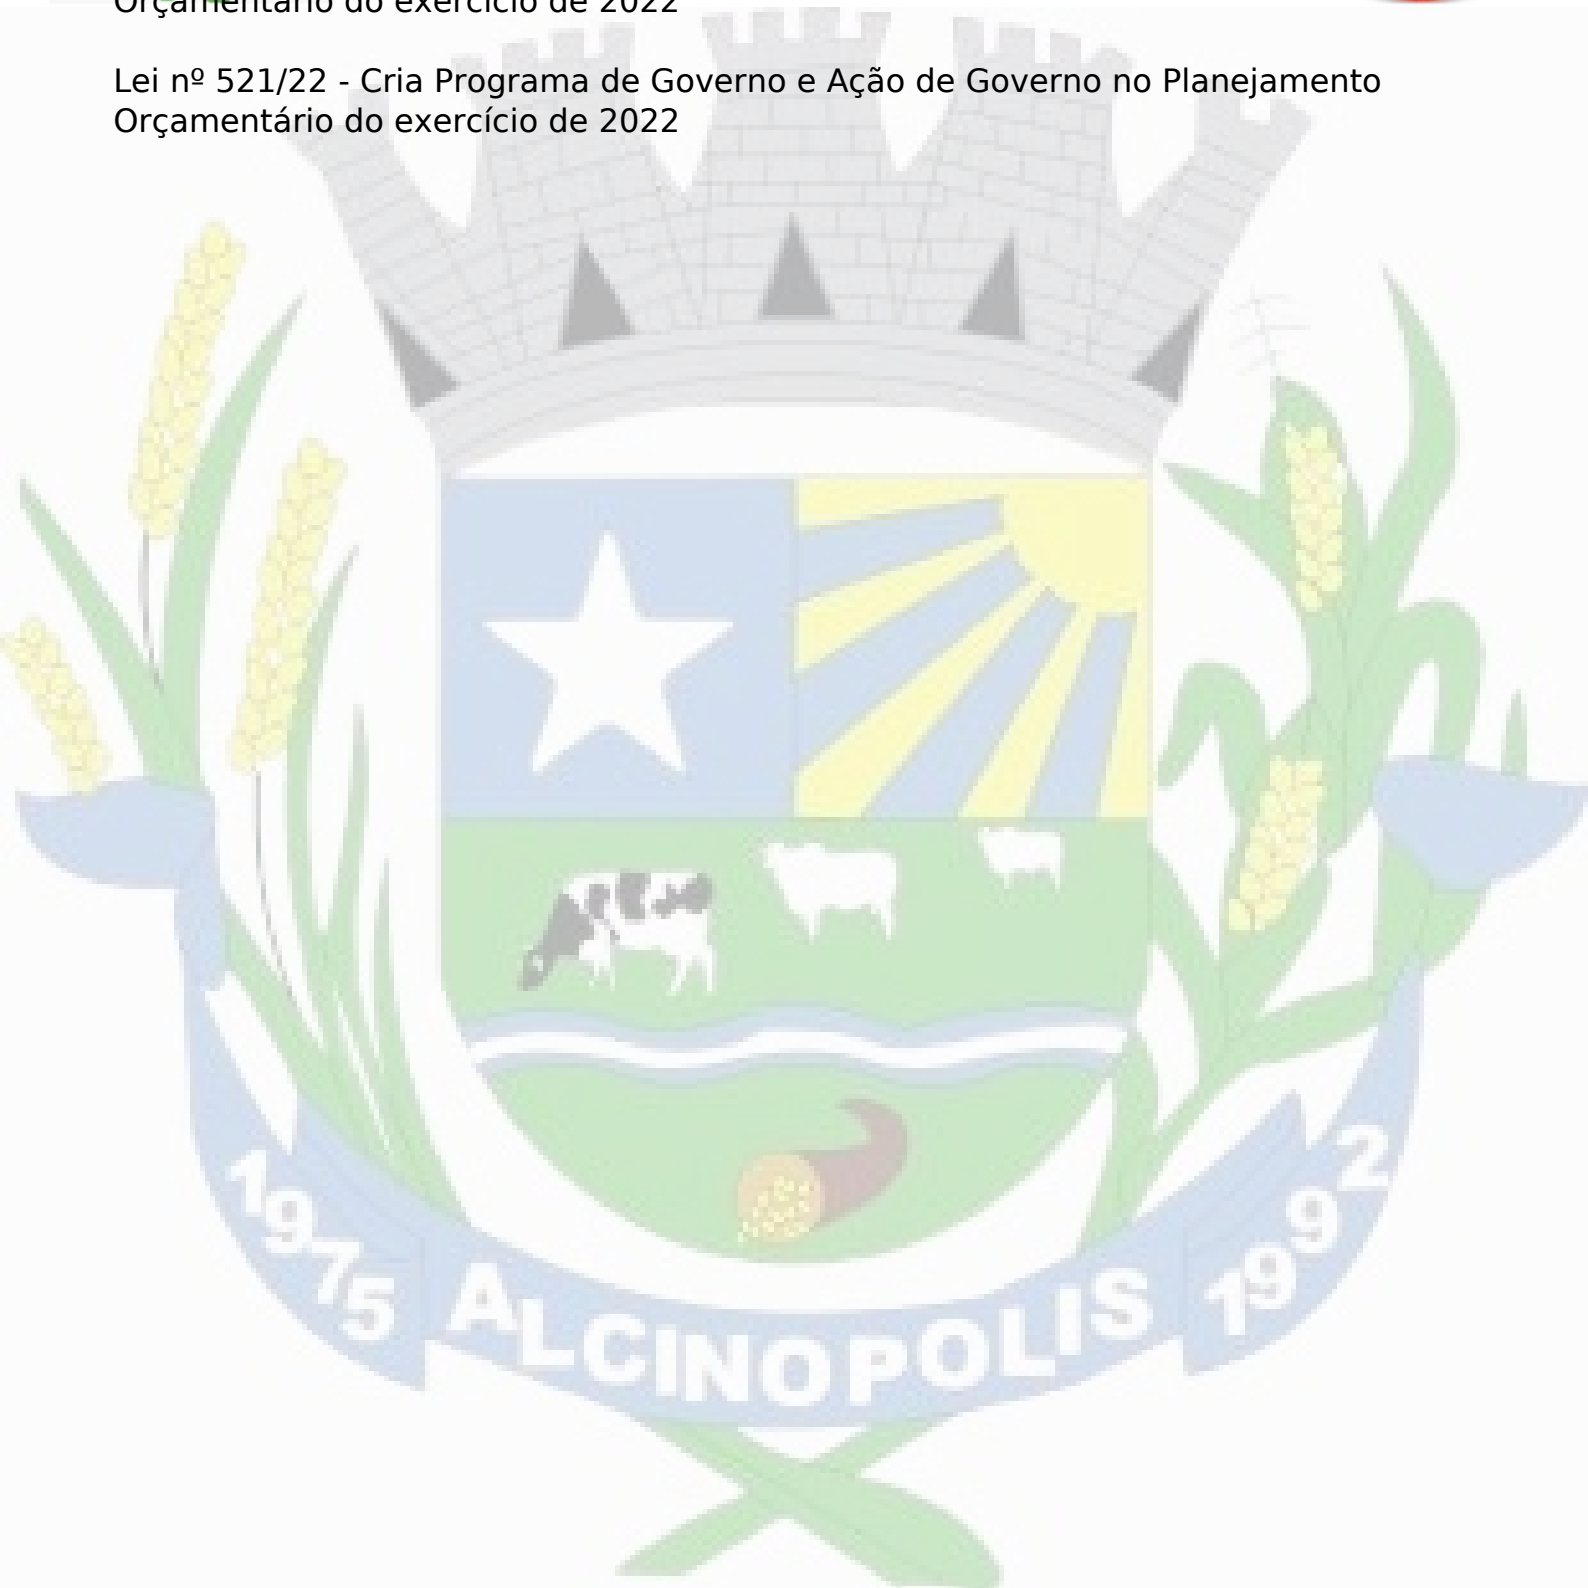 Orçamentário do exercício de 2022
Lei nº 521/22 - Cria Programa de Governo e Ação de Governo no Planejamento
Orçamentário do exercício de 2022
1975
ALCINOPOLIS
1992